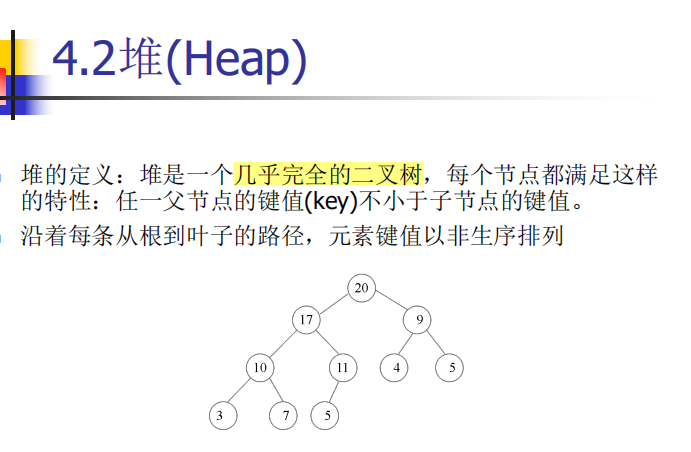 4.2堆(Heap)
堆的定义：堆是一个几乎完全的二叉树，每个节点都满足这样
的特性：任一父节点的键值(key)不小于子节点的键值。
沿着每条从根到叶子的路径，元素键值以非生序排列
20
17
9
10
11
4
5
3
7
5